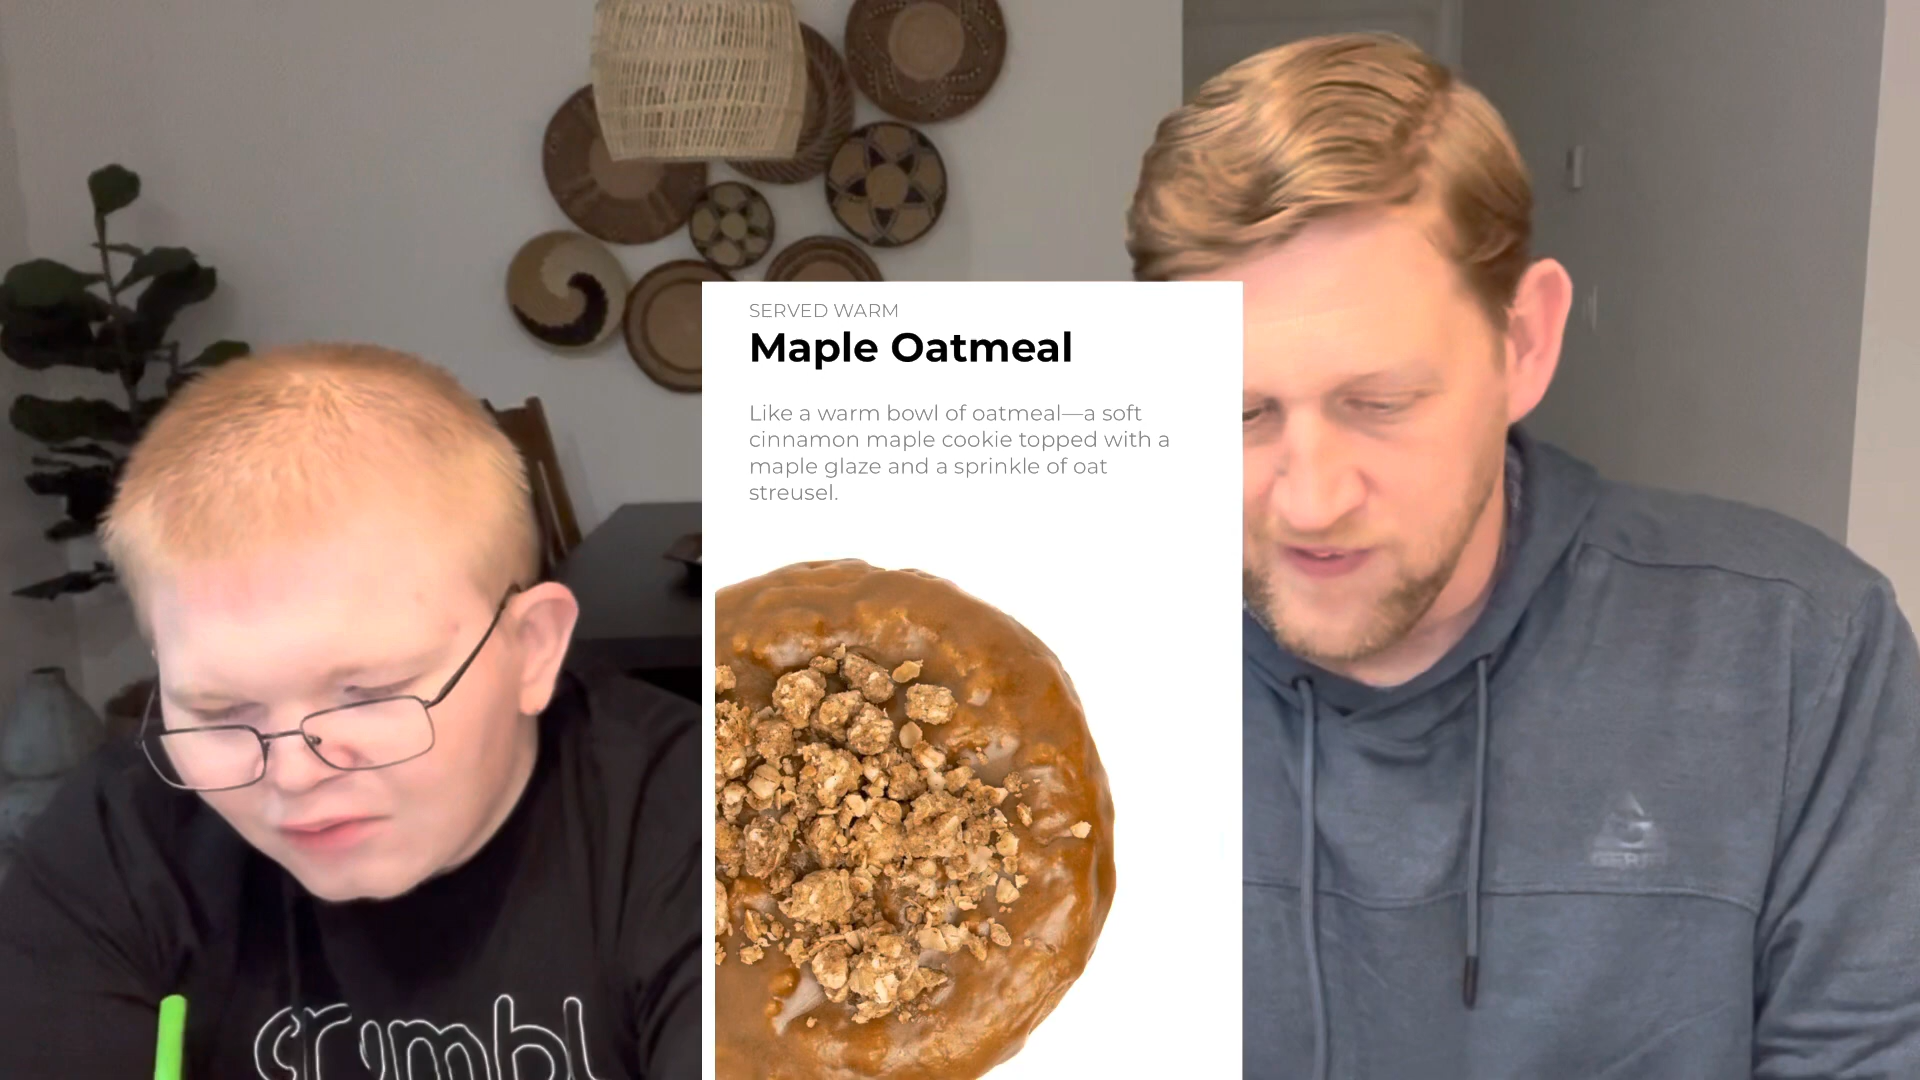 SERVED WARM
Maple Oatmeal
Like a warm bowl of oatmeal—a soft
cinnamon maple cookie topped with a
maple glaze and a sprinkle of oat
streusel.
crumbl